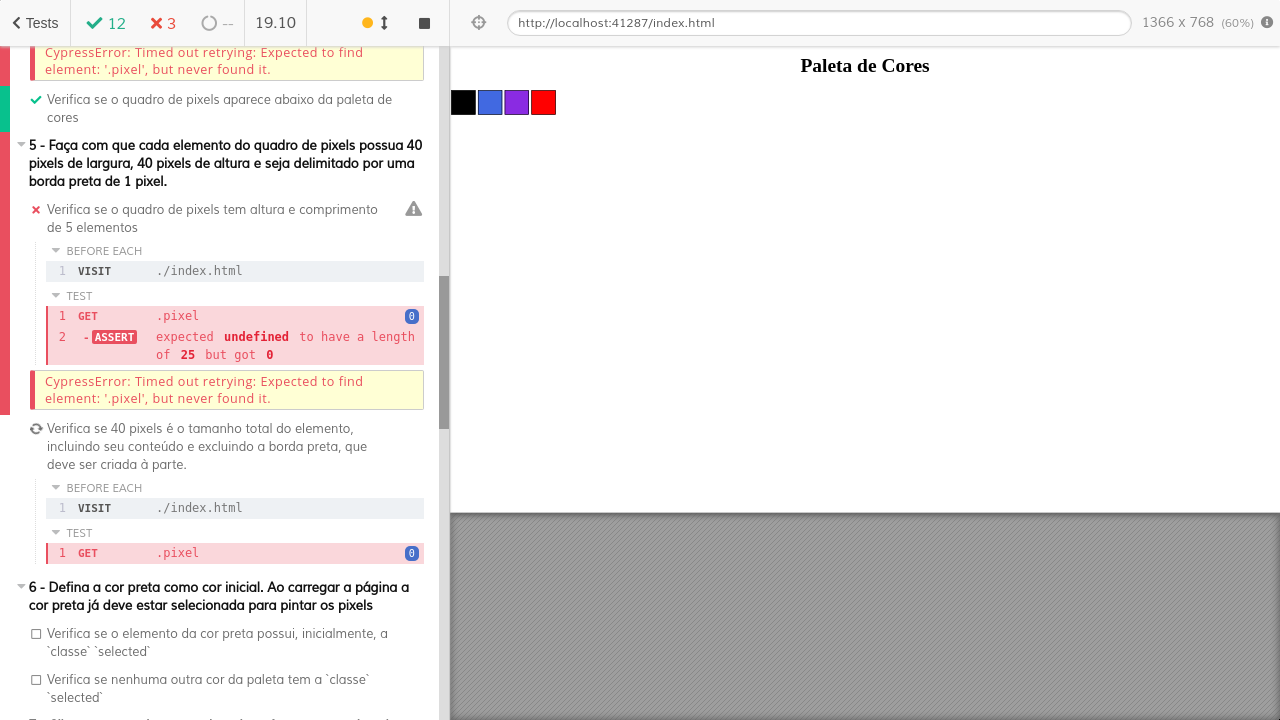 Tests 12 3 -- 19.10
http://localhost:41287/index.html
1366 x 768 (60%)
CypressError: Timed out retrying: Expected to find
element: '.pixel', but never found it.
Verifica se o quadro de pixels aparece abaixo da paleta de
cores
5 - Faça com que cada elemento do quadro de pixels possua 40
pixels de largura, 40 pixels de altura e seja delimitado por uma
borda preta de 1 pixel.
Verifica se o quadro de pixels tem altura e comprimento
de 5 elementos
BEFORE EACH
1 VISIT ./index.html
TEST
1 GET .pixel 0
2 -ASSERT expected undefined to have a length
of 25 but got 0
CypressError: Timed out retrying: Expected to find
element: '.pixel', but never found it.
Verifica se 40 pixels é o tamanho total do elemento,
incluindo seu conteúdo e excluindo a borda preta, que
deve ser criada à parte.
BEFORE EACH
1 VISIT ./index.html
TEST
1 GET .pixel 0
6 - Defina a cor preta como cor inicial. Ao carregar a página a
cor preta já deve estar selecionada para pintar os pixels
Verifica se o elemento da cor preta possui, inicialmente, a
`classe` `selected`
Verifica se nenhuma outra cor da paleta tem a `classe`
`selected`
Paleta de Cores